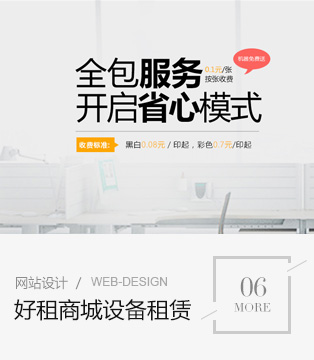 机器免费送
全包服务 0.1元/张
按张收费
开启省心模式
收费标准: 黑白0.08元 / 印起，彩色0.7元/印起
网站设计 / WEB-DESIGN
好租商城设备租赁
06
MORE